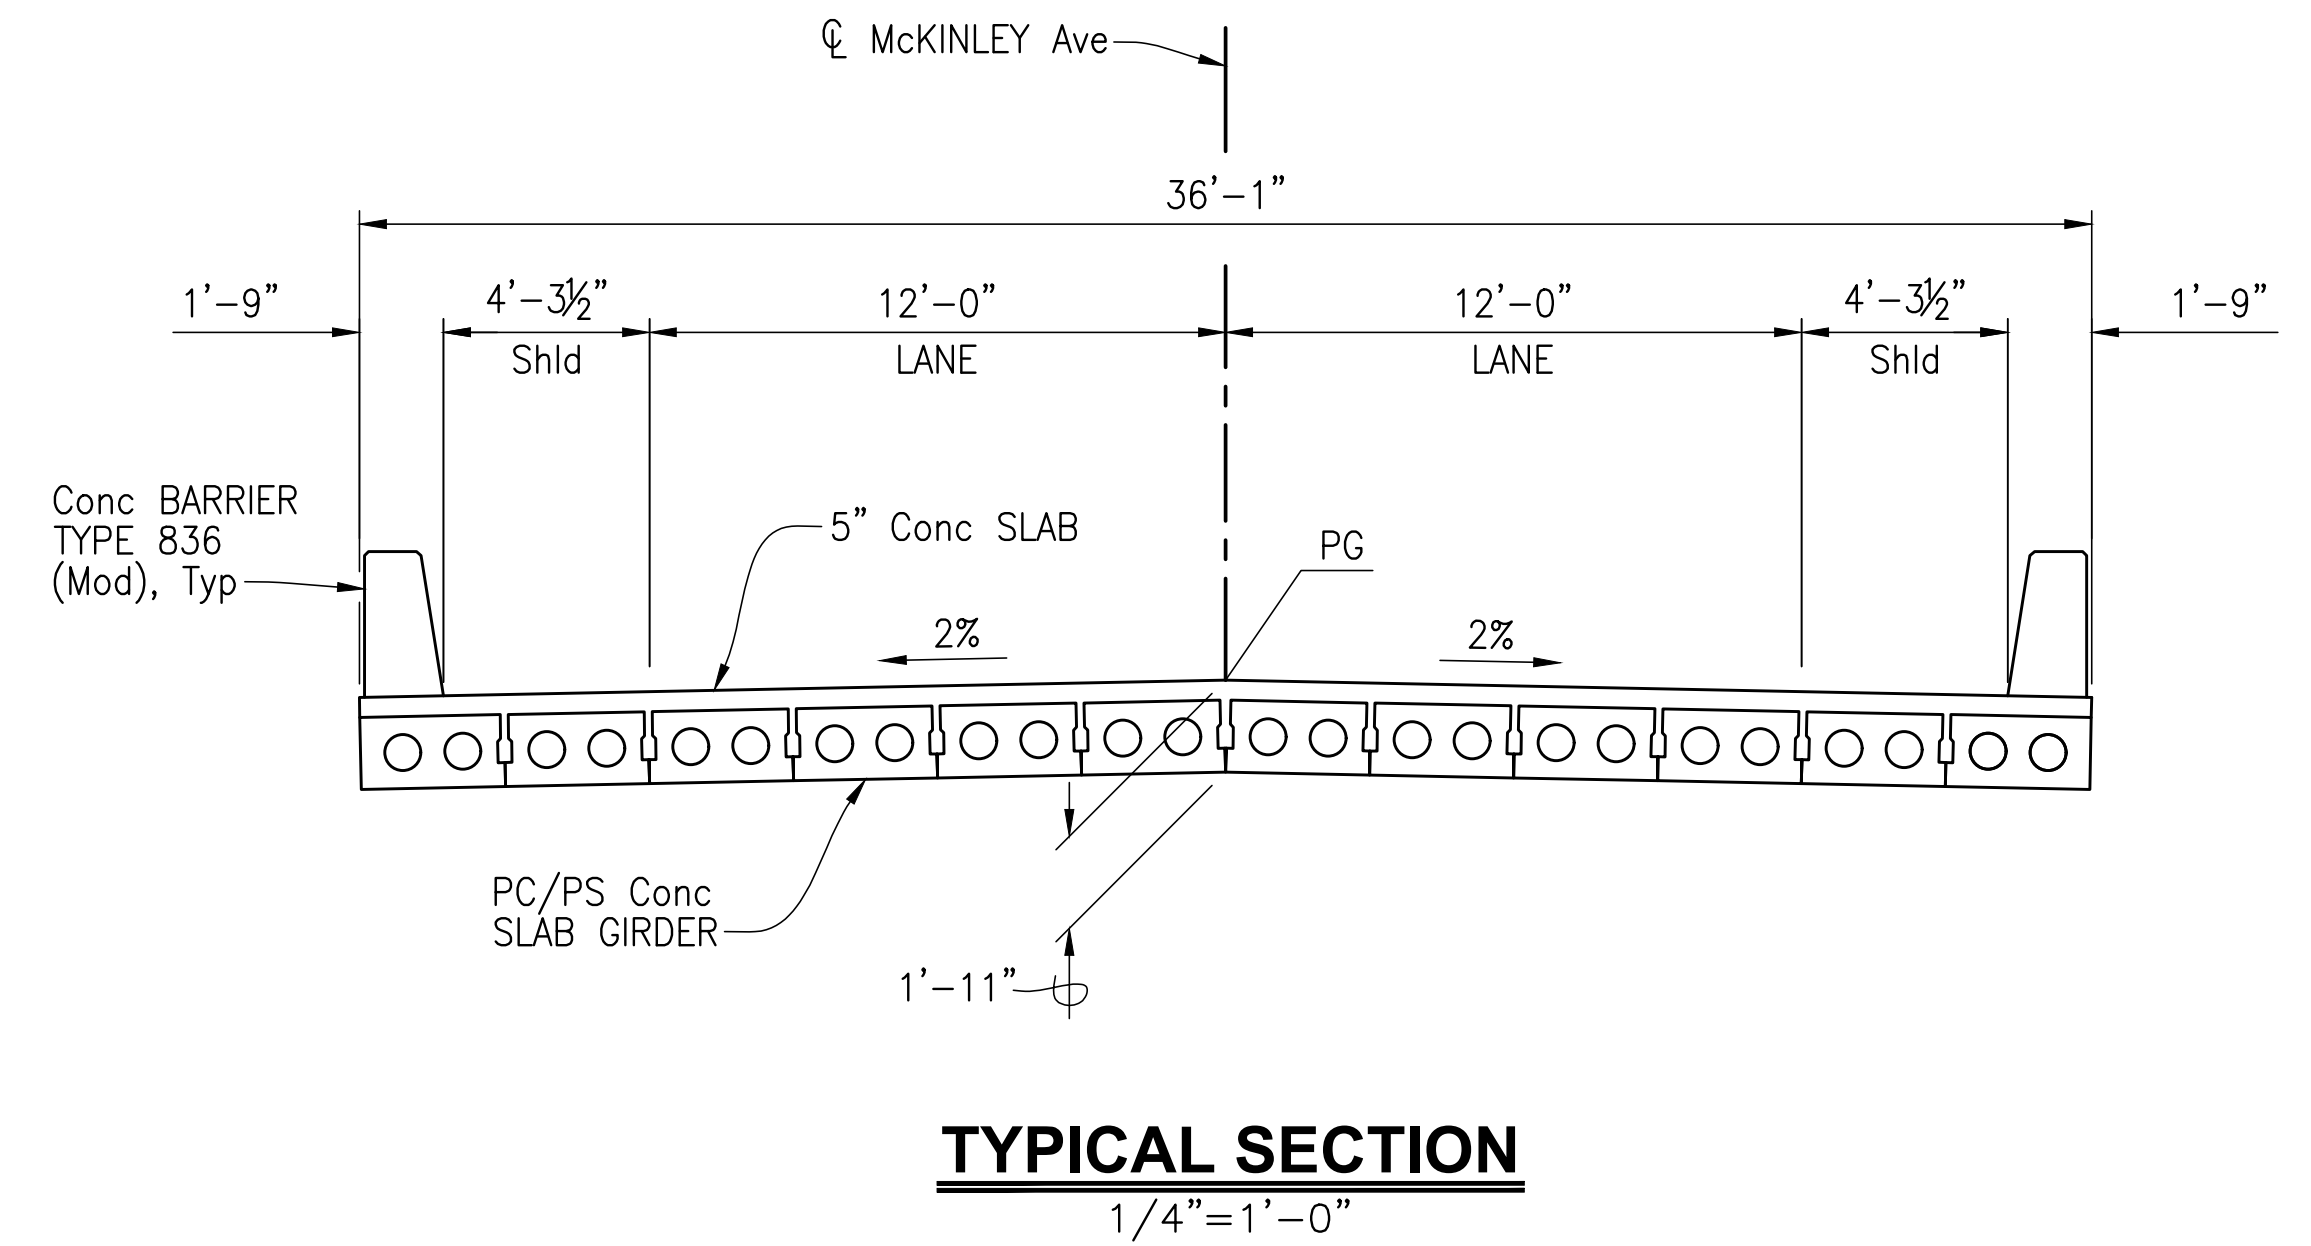 ℄ McKINLEY Ave
36'-1"
1'-9"
4'-3½"
12'-0"
12'-0"
4'-3½"
1'-9"
Shld
LANE
LANE
Shld
Conc BARRIER
TYPE 836
(Mod), Typ
5" Conc SLAB
PG
2%
2%
PC/PS Conc
SLAB GIRDER
1'-11"
TYPICAL SECTION
1/4"=1'-0"